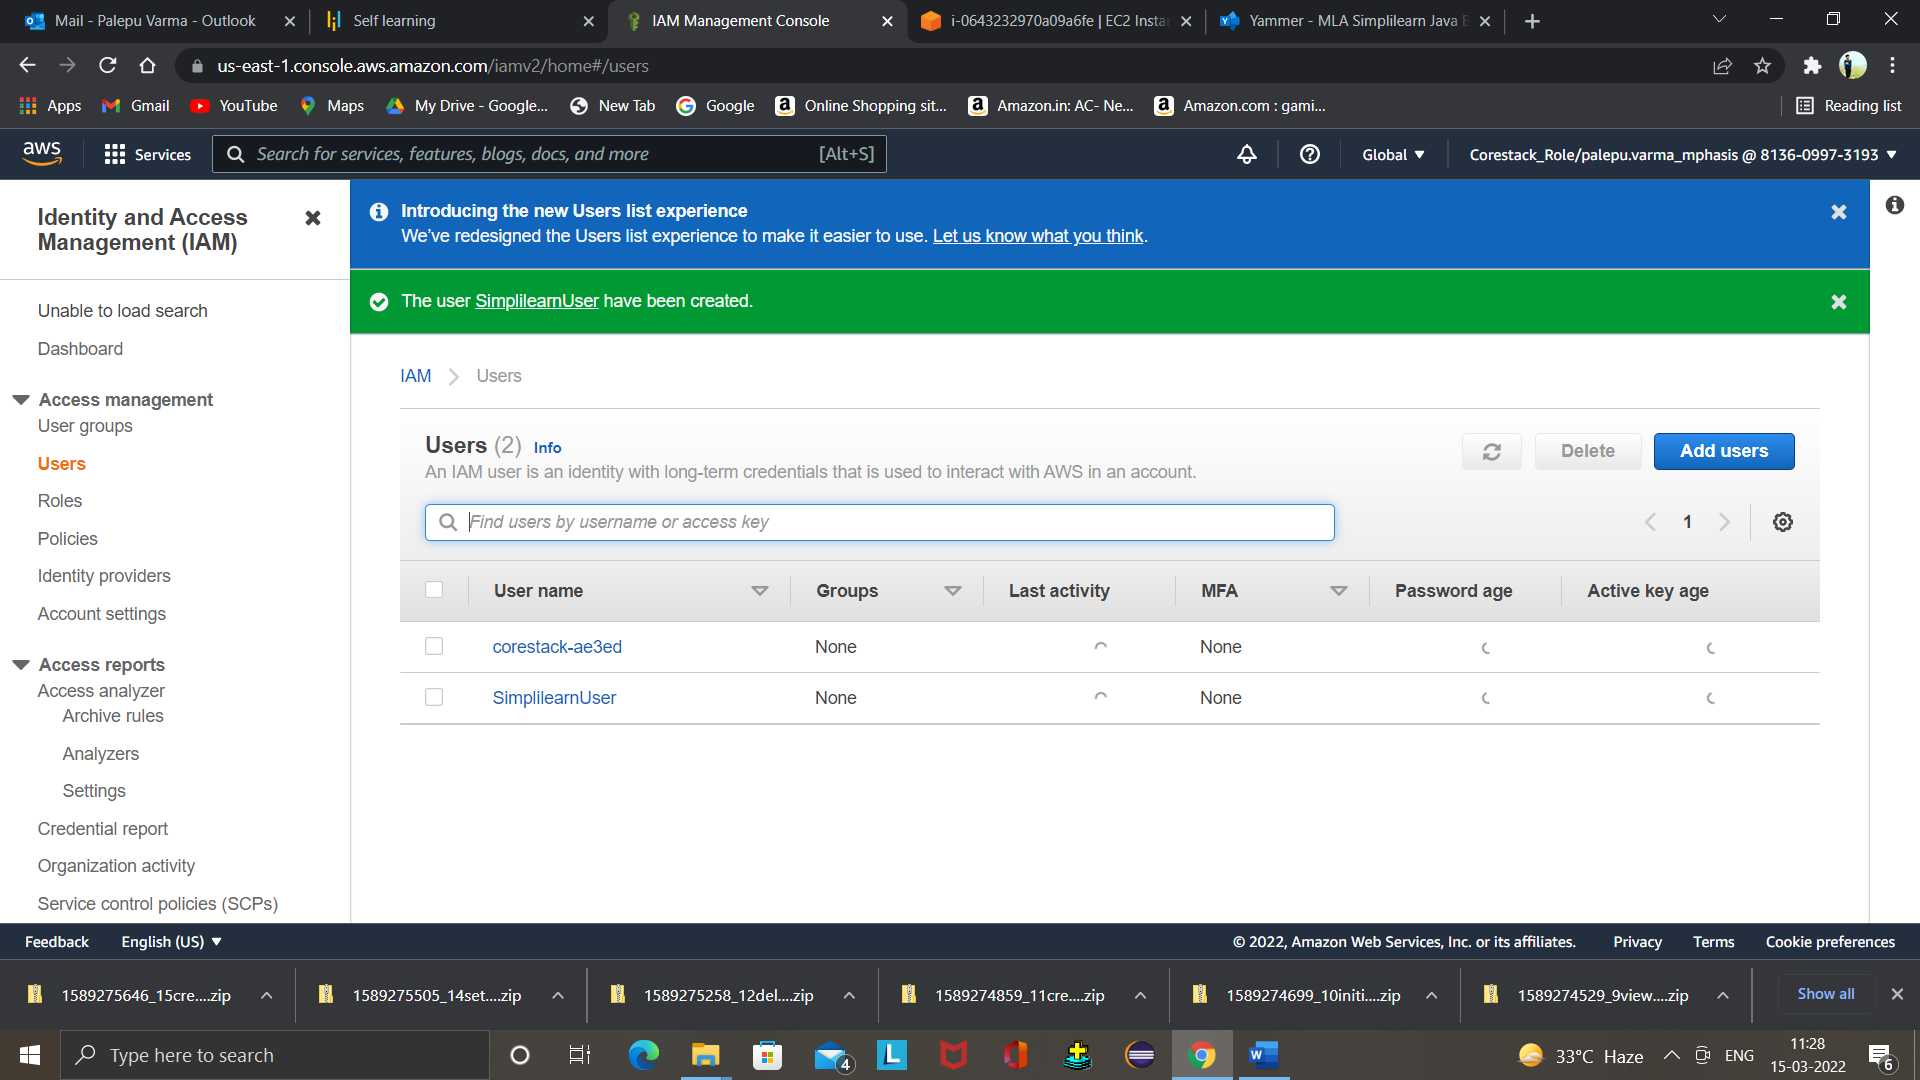 Mail - Palepu Varma - Outlook
Self learning
IAM Management Console
i-0643232970a09a6fe | EC2 Insta
Yammer - MLA Simplilearn Java
us-east-1.console.aws.amazon.com/iamv2/home#/users
Apps
Gmail
YouTube
Maps
My Drive - Google...
New Tab
Google
Online Shopping sit...
Amazon.in: AC- Ne...
Amazon.com : gami...
Reading list
aws
Services
Search for services, features, blogs, docs, and more
[Alt+S]
Global
Corestack_Role/palepu.varma_mphasis @ 8136-0997-3193
Identity and Access
Management (IAM)
Unable to load search
Dashboard
Access management
User groups
Users
Roles
Policies
Identity providers
Account settings
Access reports
Access analyzer
Archive rules
Analyzers
Settings
Credential report
Organization activity
Service control policies (SCPs)
Introducing the new Users list experience
We've redesigned the Users list experience to make it easier to use. Let us know what you think.
The user SimplilearnUser have been created.
IAM
Users
Users (2) Info
An IAM user is an identity with long-term credentials that is used to interact with AWS in an account.
Delete
Add users
Find users by username or access key
1
User name
Groups
Last activity
MFA
Password age
Active key age
corestack-ae3ed
None
None
SimplilearnUser
None
None
Feedback
English (US)
© 2022, Amazon Web Services, Inc. or its affiliates.
Privacy
Terms
Cookie preferences
1589275646_15cre....zip
1589275505_14set....zip
1589275258_12del....zip
1589274859_11cre....zip
1589274699_10initi....zip
1589274529_9view....zip
Show all
Type here to search
4
33°C Haze
ENG
11:28
15-03-2022
6